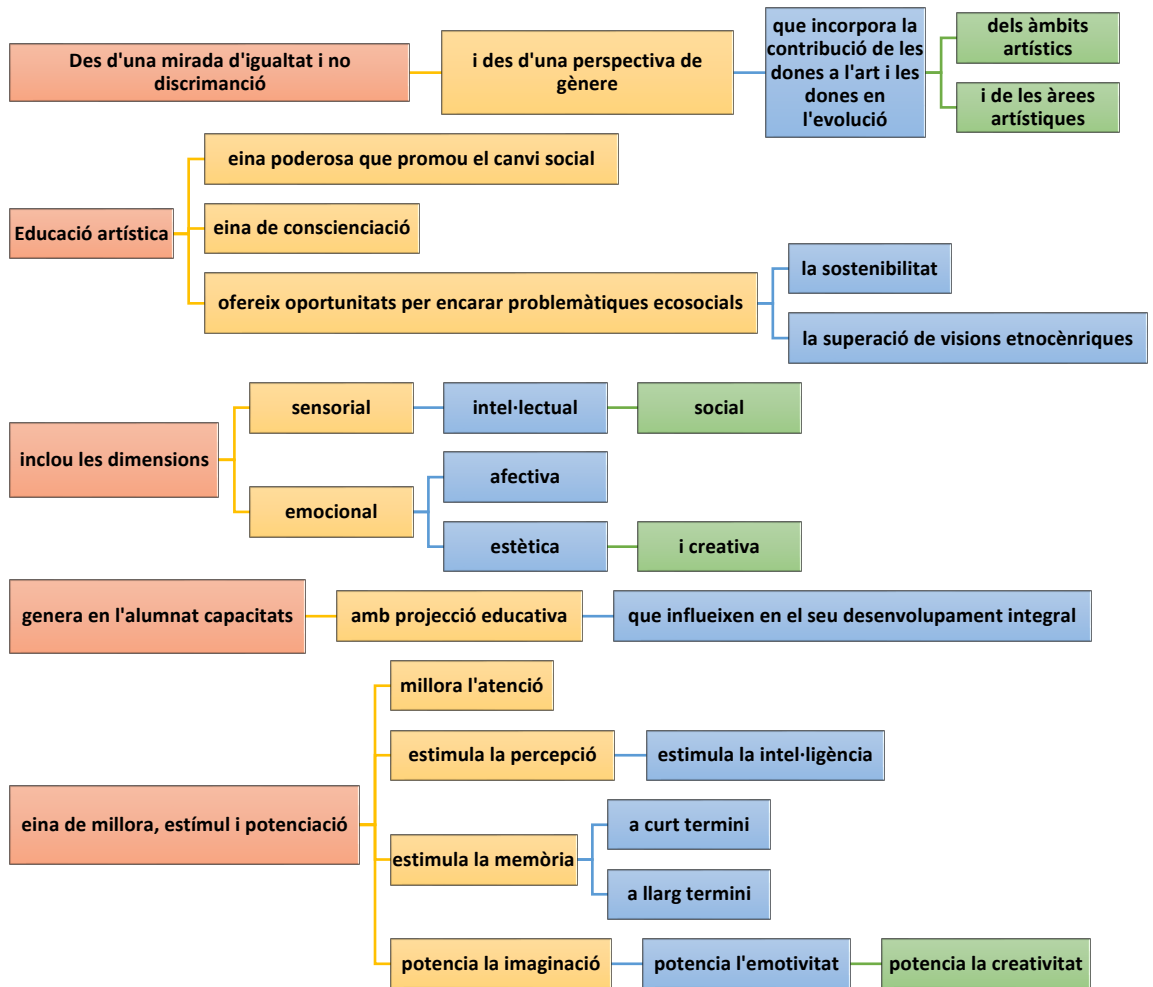 Des d'una mirada d'igualtat i no
discrimanció
i des d'una perspectiva de
gènere
que incorpora la
contribució de les
dones a l'art i les
dones en
l'evolució
dels àmbits
artístics
i de les àrees
artístiques
Educació artística
eina poderosa que promou el canvi social
eina de conscienciació
ofereix oportunitats per encarar problemàtiques ecosocials
la sostenibilitat
la superació de visions etnocènriques
inclou les dimensions
sensorial
intel·lectual
social
emocional
afectiva
estètica
i creativa
genera en l'alumnat capacitats
amb projecció educativa
que influeixen en el seu desenvolupament integral
eina de millora, estímul i potenciació
millora l'atenció
estimula la percepció
estimula la intel·ligència
estimula la memòria
a curt termini
a llarg termini
potencia la imaginació
potencia l'emotivitat
potencia la creativitat